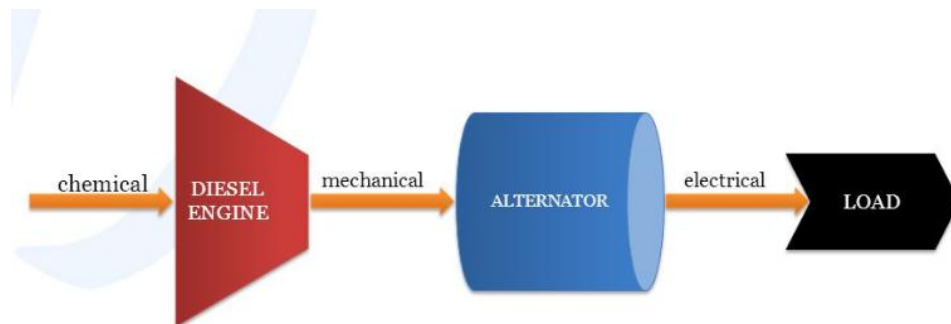 chemical
DIESEL
ENGINE
mechanical
ALTERNATOR
electrical
LOAD